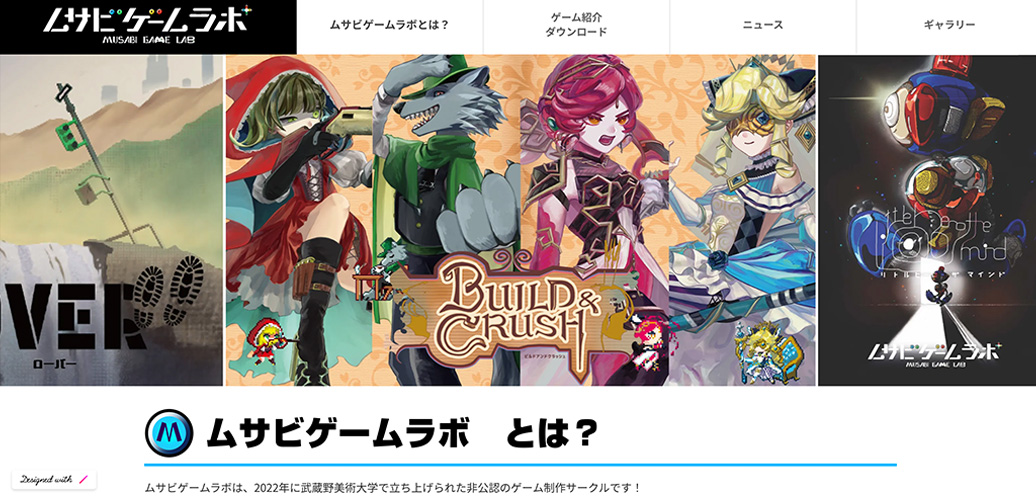 ムサビゲームラボ
MUSABI GAME LAB
ムサビゲームラボとは？
ゲーム紹介
ダウンロード
ニュース
ギャラリー
OVER
ローバー
BUILD&
CRUSH
ビルドアンドクラッシュ
mind
リトルビーオブザマインド
ムサビゲームラボ
MUSABI GAME LAB
M ムサビゲームラボ　とは？
Designed with
ムサビゲームラボは、2022年に武蔵野美術大学で立ち上げられた非公認のゲーム制作サークルです！